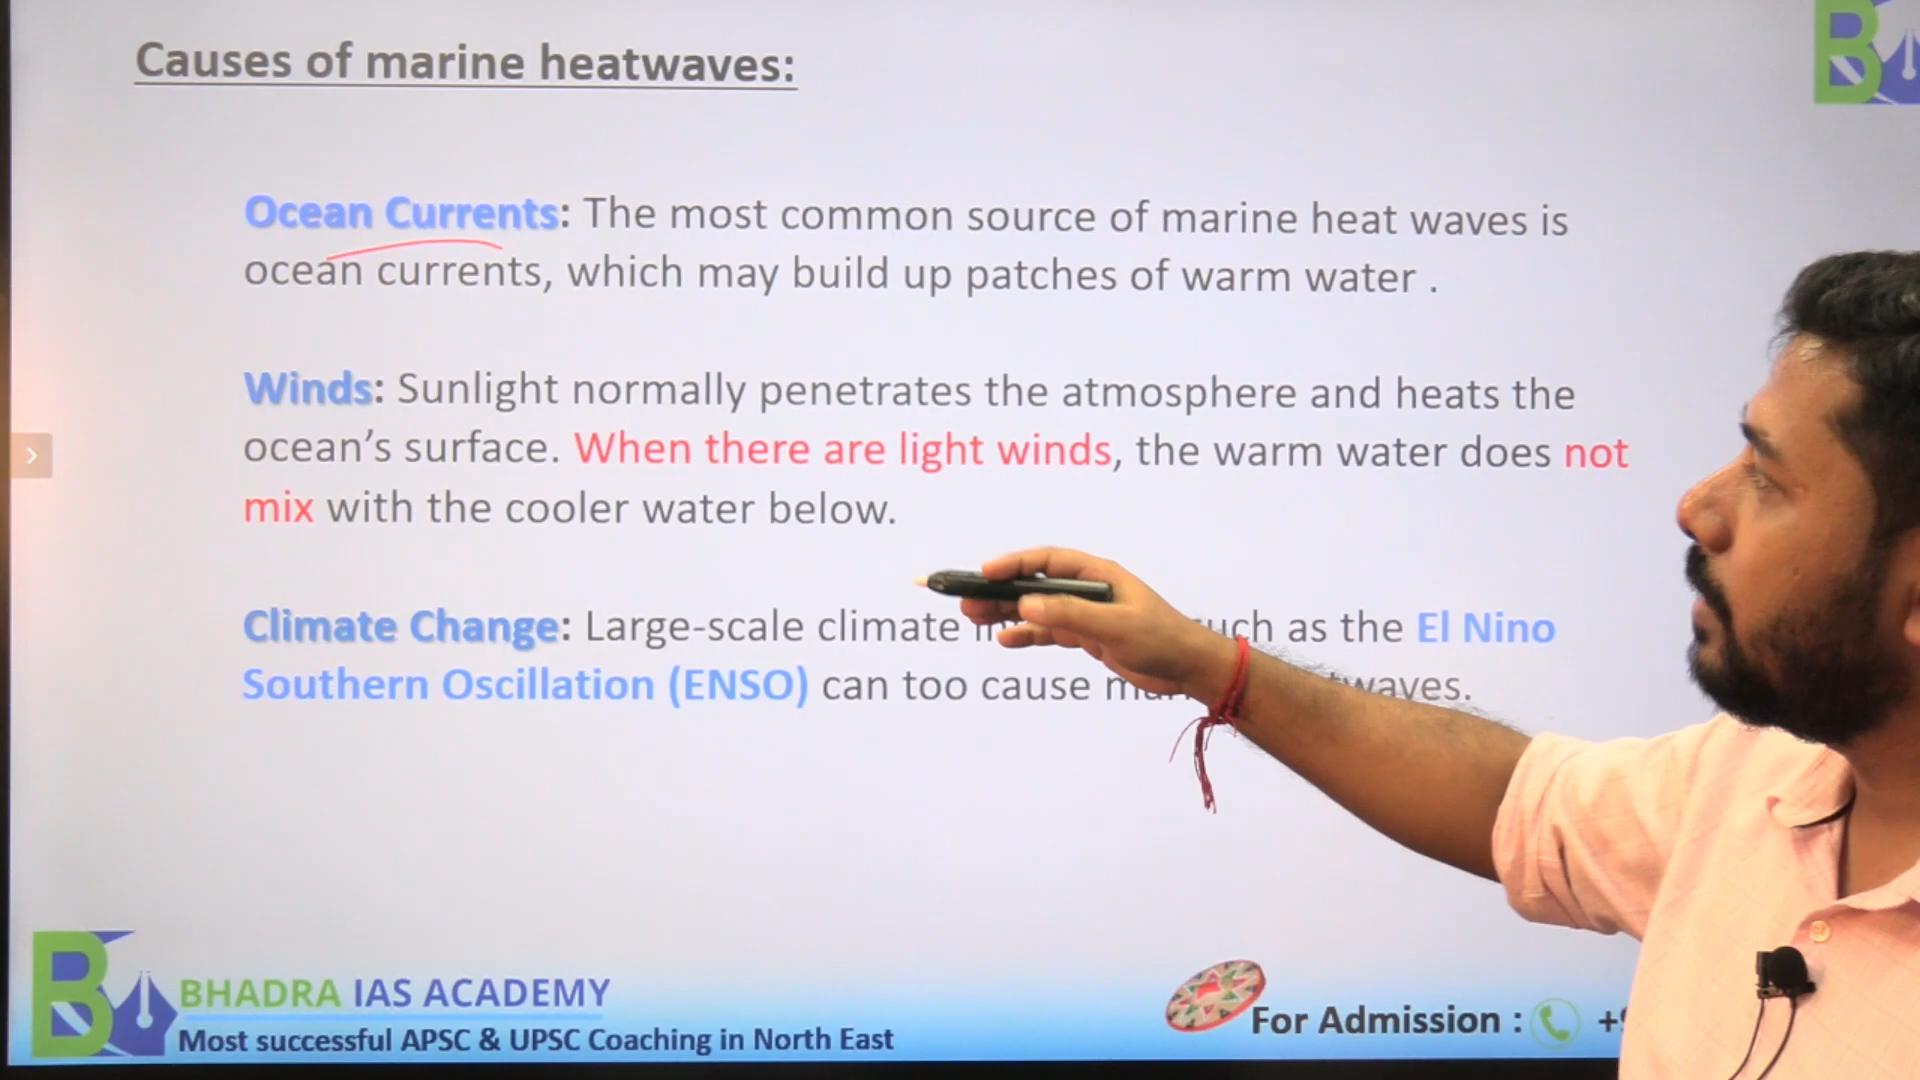 Causes of marine heatwaves:
Ocean Currents: The most common source of marine heat waves is
ocean currents, which may build up patches of warm water .
Winds: Sunlight normally penetrates the atmosphere and heats the
ocean’s surface. When there are light winds, the warm water does not
mix with the cooler water below.
Climate Change: Large-scale climate such as the El Nino
Southern Oscillation (ENSO) can too cause
BHADRA IAS ACADEMY
Most successful APSC & UPSC Coaching in North East
For Admission :